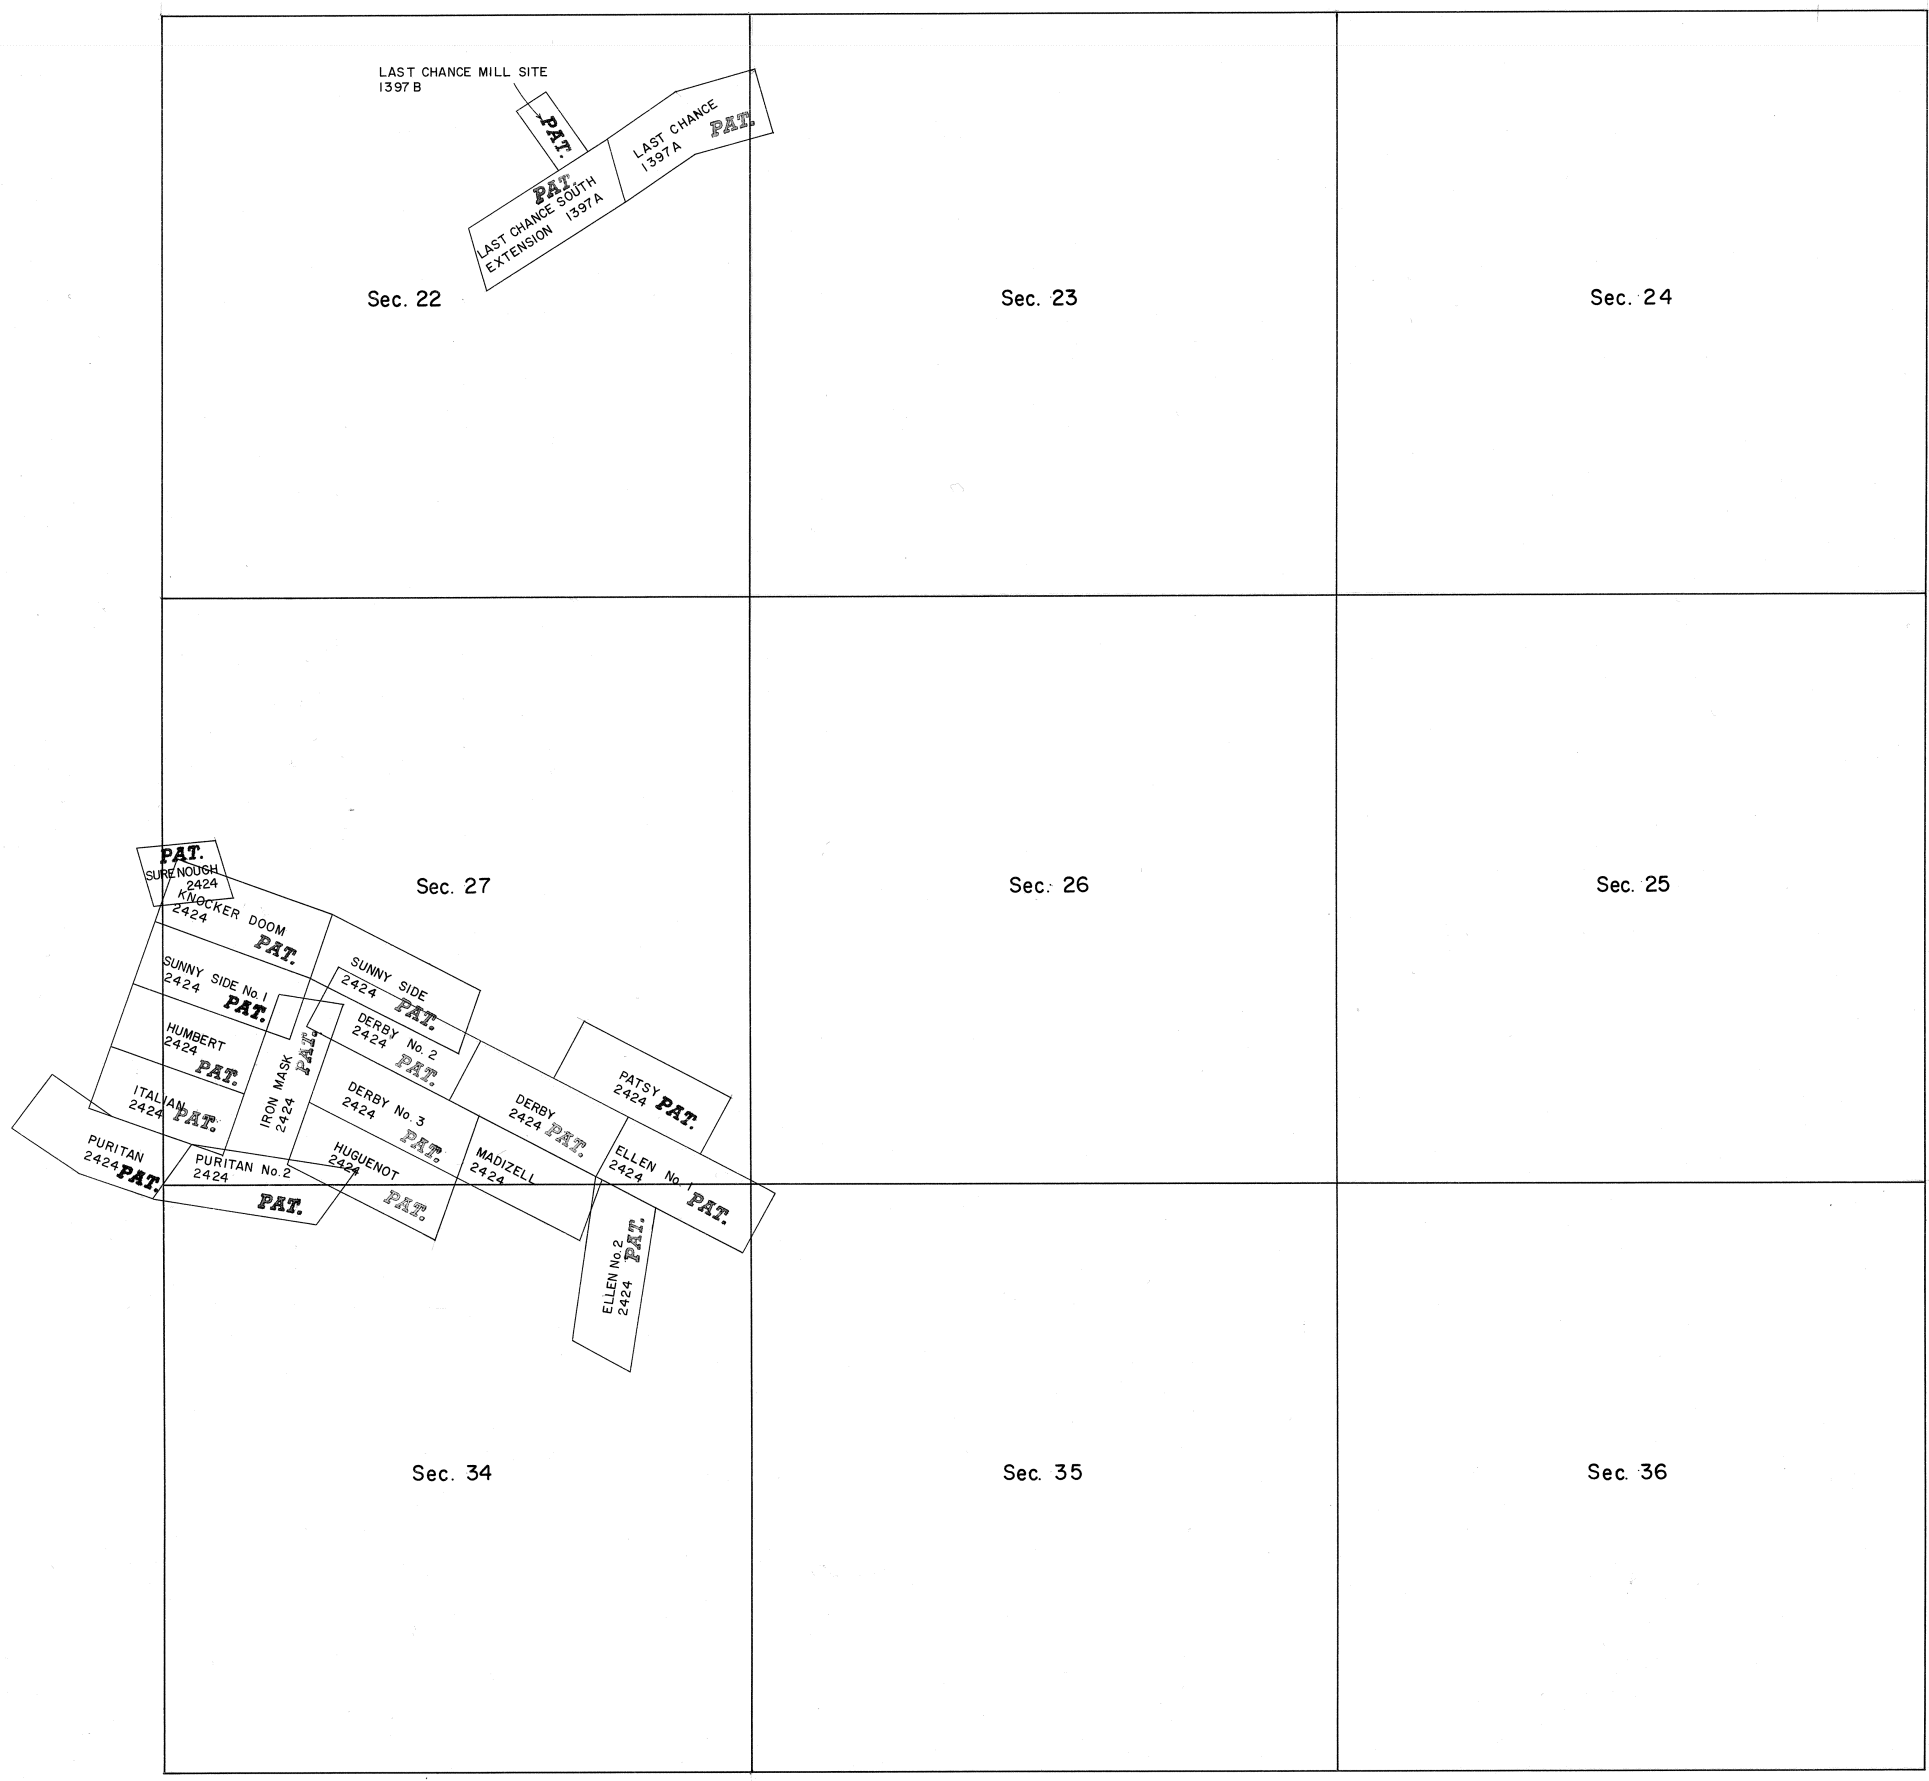 LAST CHANCE MILL SITE
1397 B
PAT.
LAST CHANCE
1397 A
PAT.
PAT.
LAST CHANCE SOUTH
EXTENSION 1397 A
Sec. 22
Sec. 23
Sec. 24
PAT.
SURENOUGH
2424
KNOCKER DOOM
2424
PAT.
Sec. 27
Sec. 26
Sec. 25
SUNNY SIDE No. 1
2424
PAT.
SUNNY SIDE
2424
PAT.
HUMBERT
2424
PAT.
IRON MASK
2424
PAT.
DERBY No. 2
2424
PAT.
ITALIAN
2424
PAT.
DERBY No. 3
2424
PAT.
DERBY
2424
PAT.
PATSY
2424
PAT.
PURITAN
2424
PAT.
PURITAN No. 2
2424
PAT.
HUGUENOT
2424
PAT.
MADIZELL
2424
ELLEN No. 1
2424
PAT.
ELLEN No. 2
2424
PAT.
Sec. 34
Sec. 35
Sec. 36